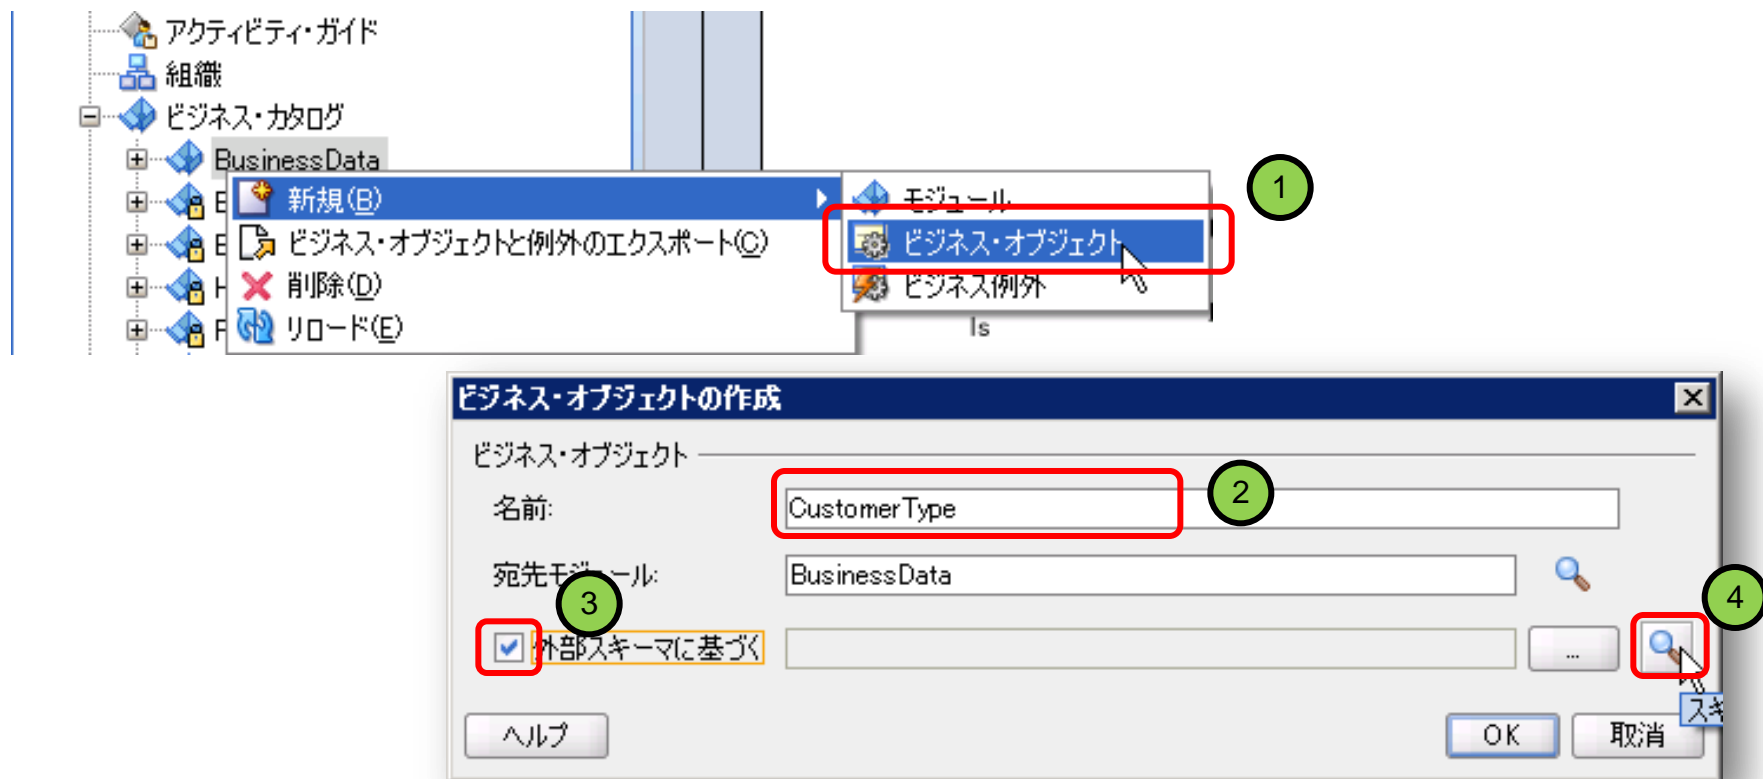 アクティビティ・ガイド
組織
ビジネス・カタログ
BusinessData
新規(B)
モジュール
1
E
ビジネス・オブジェクトと例外のエクスポート(C)
ビジネス・オブジェクト
E
削除(D)
ビジネス例外
H
リロード(E)
F
ls
ビジネス・オブジェクトの作成
ビジネス・オブジェクト
名前:
CustomerType
2
宛先モジュール:
BusinessData
3
4
外部スキーマに基づく
...
スキ
ヘルプ
OK
取消